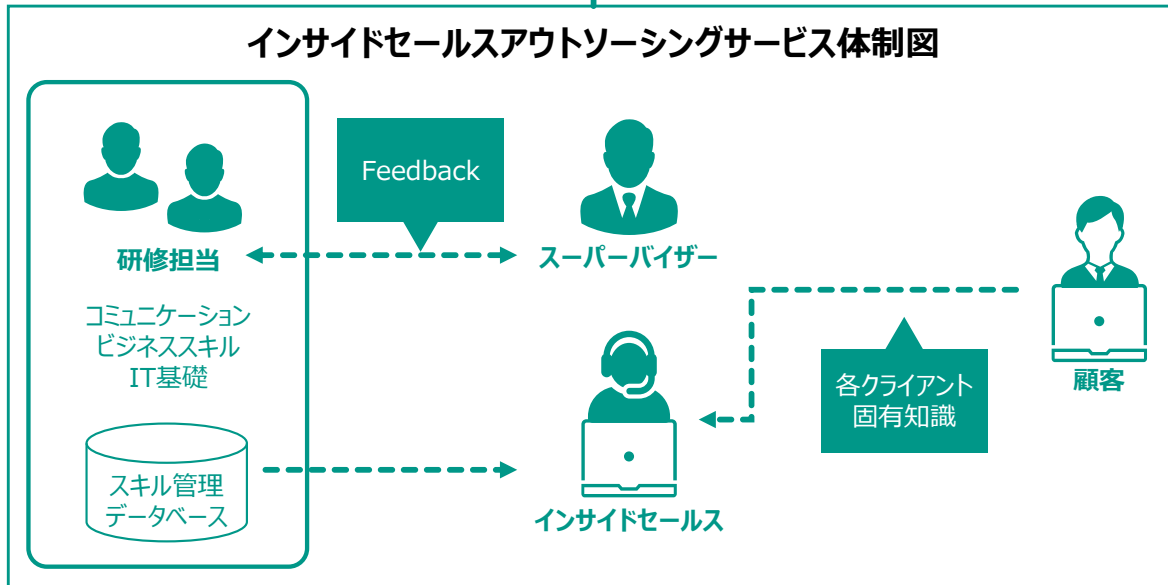 インサイドセールスアウトソーシングサービス体制図
Feedback
研修担当
スーパーバイザー
コミュニケーション
ビジネススキル
IT基礎
各クライアント
固有知識
顧客
スキル管理
データベース
インサイドセールス